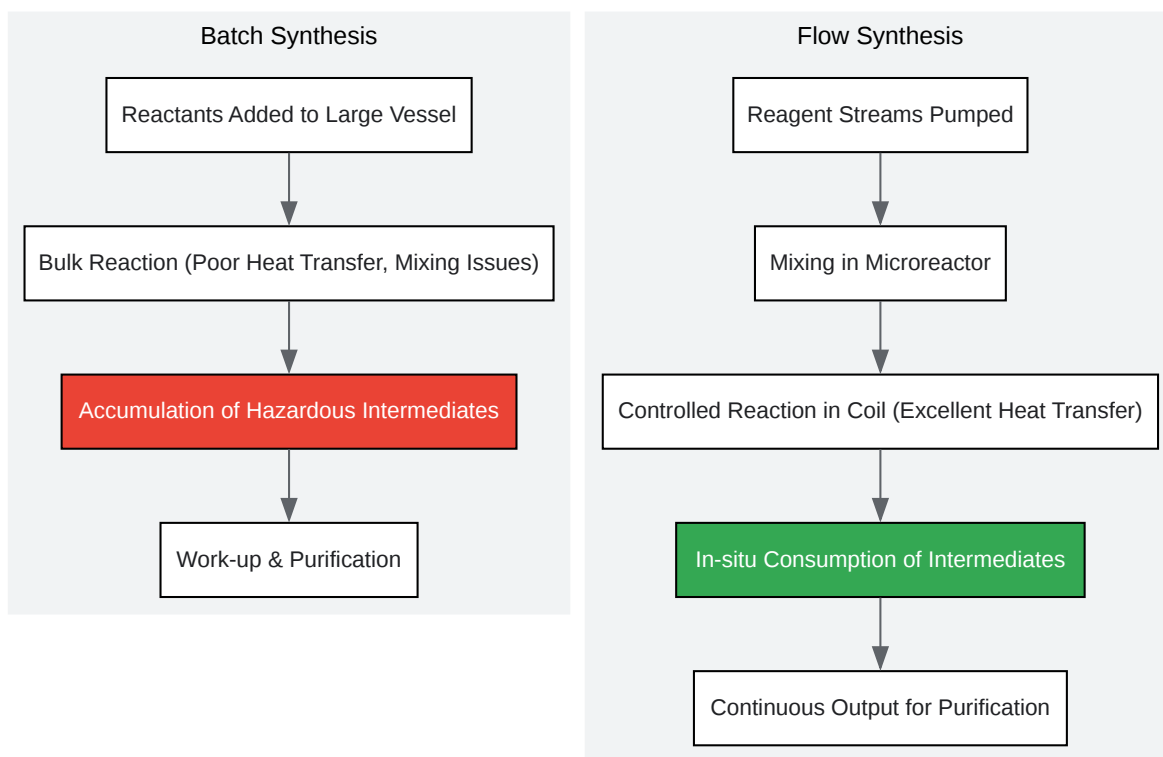 Batch Synthesis
Reactants Added to Large Vessel
Bulk Reaction (Poor Heat Transfer, Mixing Issues)
Accumulation of Hazardous Intermediates
Work-up & Purification
Flow Synthesis
Reagent Streams Pumped
Mixing in Microreactor
Controlled Reaction in Coil (Excellent Heat Transfer)
In-situ Consumption of Intermediates
Continuous Output for Purification